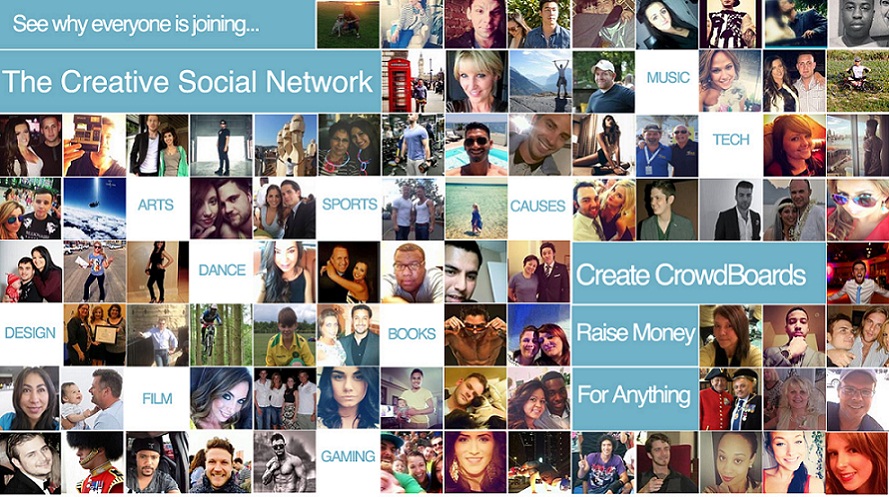 See why everyone is joining...
The Creative Social Network
MUSIC
TECH
ARTS
SPORTS
CAUSES
DANCE
Create CrowdBoards
DESIGN
BOOKS
Raise Money
FILM
For Anything
GAMING